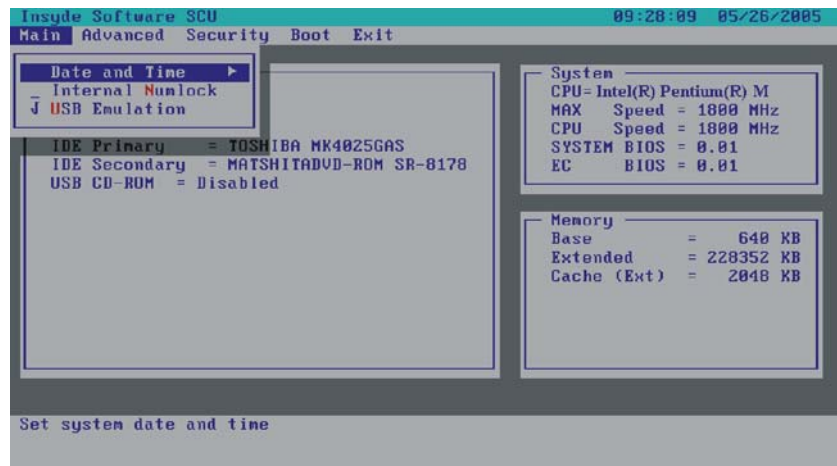 Insyde Software SCU 09:28:09 05/26/2005
Main Advanced Security Boot Exit
Date and Time ►
_ Internal Numlock
J USB Emulation
IDE Primary = TOSHIBA MK4025GAS
IDE Secondary = MATSHITADVD-ROM SR-8178
USB CD-ROM = Disabled
System
CPU= Intel(R) Pentium(R) M
MAX Speed = 1800 MHz
CPU Speed = 1800 MHz
SYSTEM BIOS = 0.01
EC BIOS = 0.01
Memory
Base = 640 KB
Extended = 228352 KB
Cache (Ext) = 2048 KB
Set system date and time